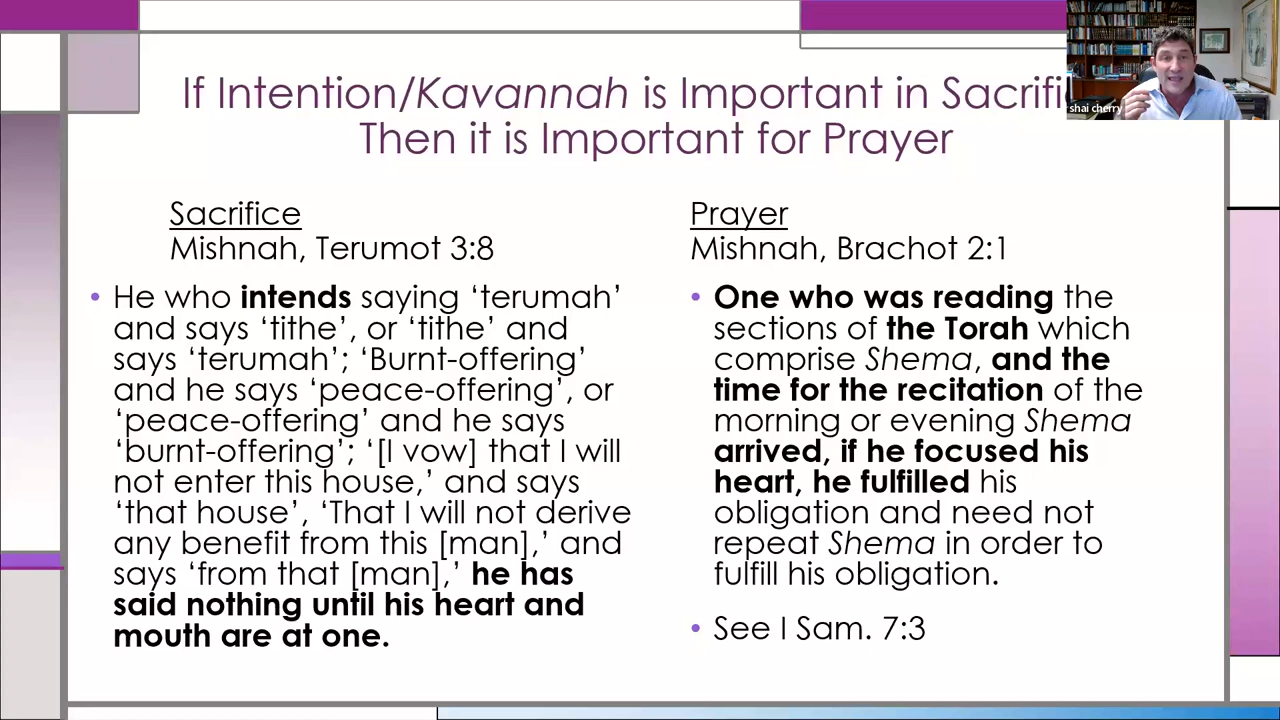 If Intention/Kavannah is Important in Sacrifi
Then it is Important for Prayer
shai cherry
Sacrifice
Mishnah, Terumot 3:8
• He who intends saying ‘terumah’
and says ‘tithe’, or ‘tithe’ and
says ‘terumah’; ‘Burnt-offering’
and he says ‘peace-offering’, or
‘peace-offering’ and he says
‘burnt-offering’; ‘[I vow] that I will
not enter this house,’ and says
‘that house’, ‘That I will not derive
any benefit from this [man],’ and
says ‘from that [man],’ he has
said nothing until his heart and
mouth are at one.
Prayer
Mishnah, Brachot 2:1
• One who was reading the
sections of the Torah which
comprise Shema, and the
time for the recitation of the
morning or evening Shema
arrived, if he focused his
heart, he fulfilled his
obligation and need not
repeat Shema in order to
fulfill his obligation.
• See I Sam. 7:3